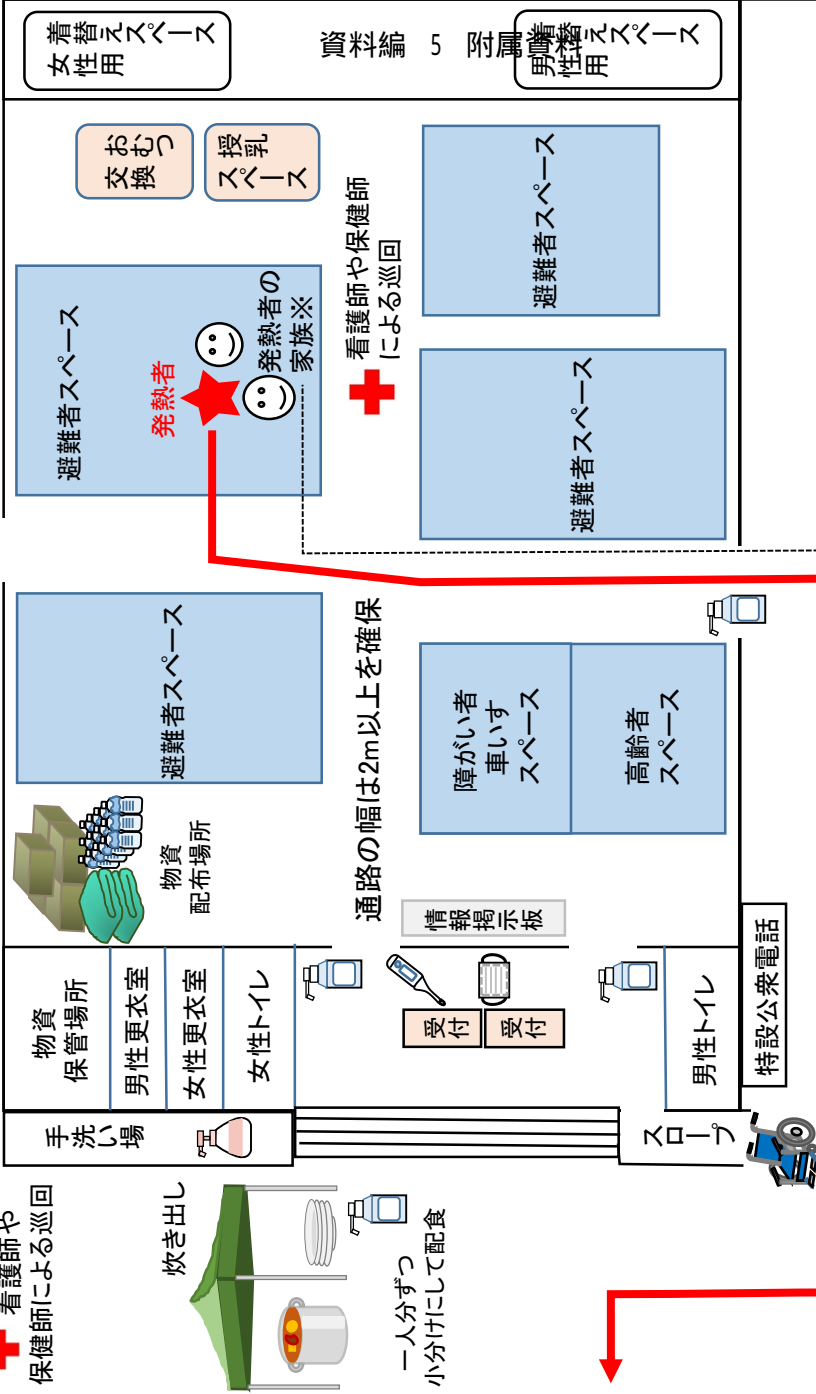 資料編 5 附属資料
着替えスペース
女性用
着替えスペース
男性用
おむつ
交換
授乳
スペース
避難者スペース
発熱者
発熱者の
家族※
看護師や保健師
による巡回
避難者スペース
避難者スペース
避難者スペース
通路の幅は2m以上を確保
障がい者
車いす
スペース
高齢者
スペース
物資
配布場所
情報掲示板
物資
保管場所
男性更衣室
女性更衣室
女性トイレ
受付
受付
男性トイレ
特設公衆電話
手洗い場
スロープ
看護師や
保健師による巡回
炊き出し
一人分ずつ
小分けにして配食